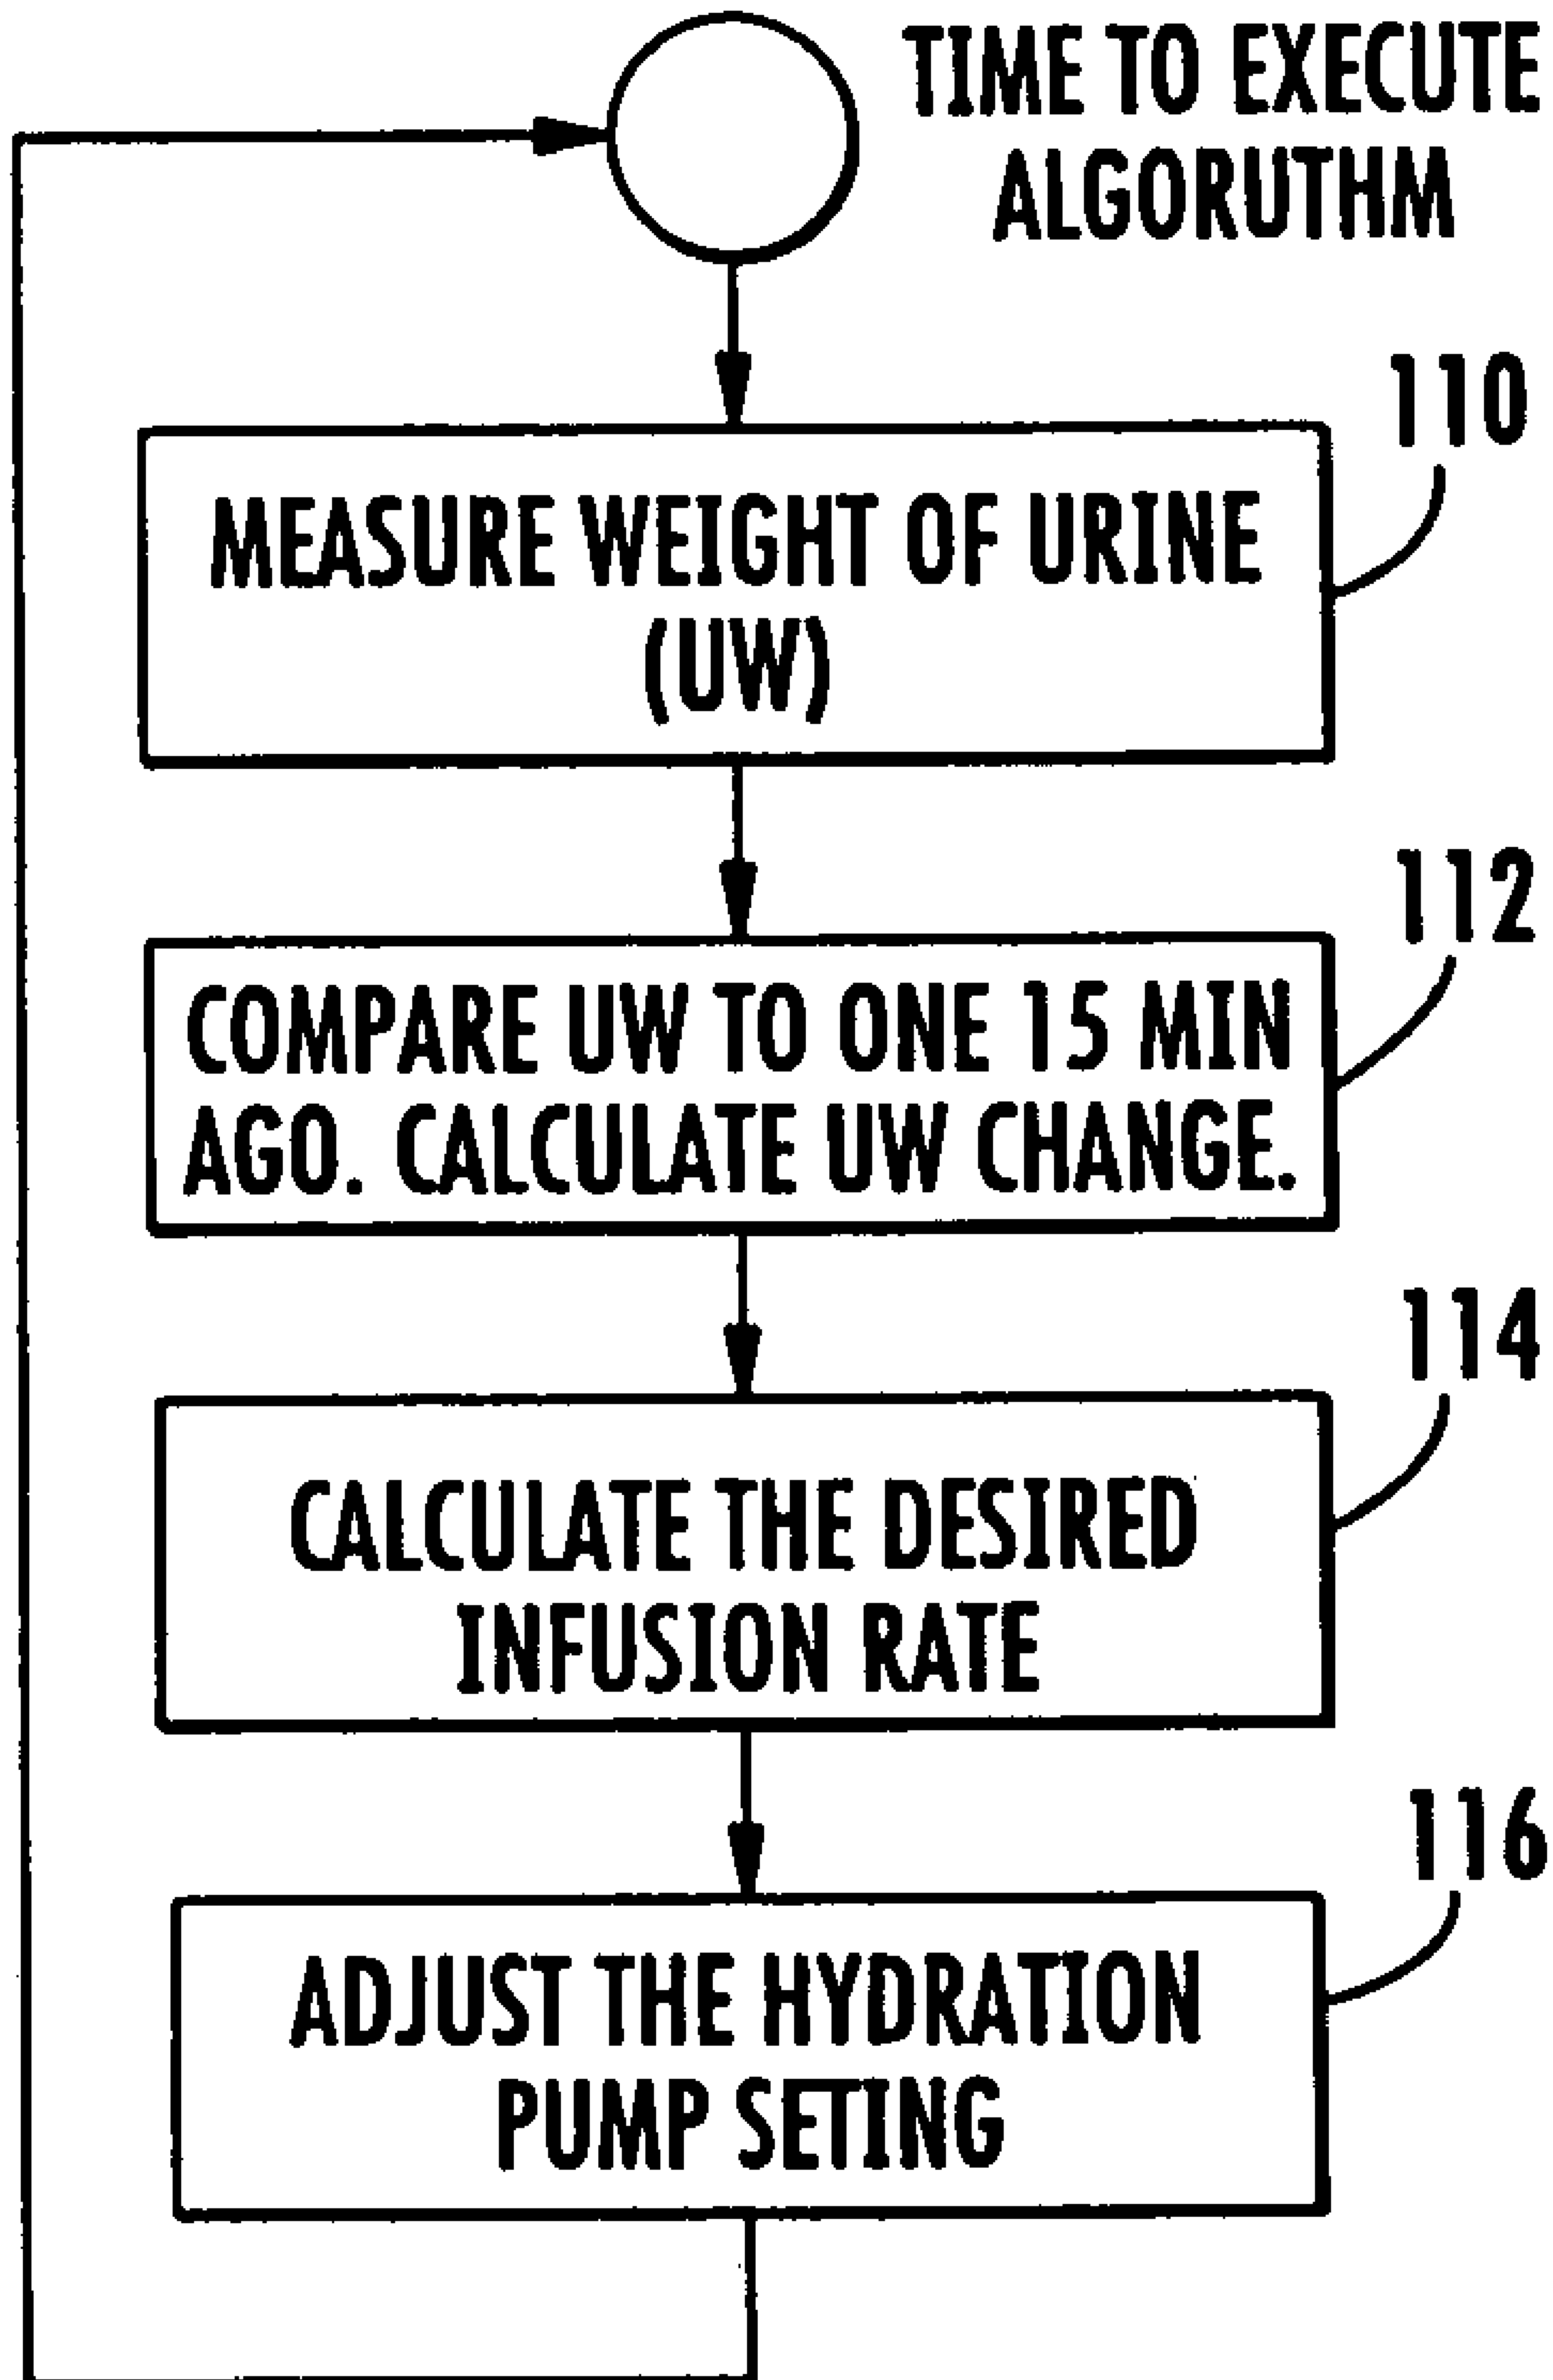 TIME TO EXECUTE
ALGORUTHM
110
MEASURE WEIGHT OF URINE
(UW)
112
COMPARE UW TO ONE 15 MIN
AGO. CALCULATE UW CHANGE.
114
CALCULATE THE DESIRED
INFUSION RATE
116
ADJUST THE HYDRATION
PUMP SETING